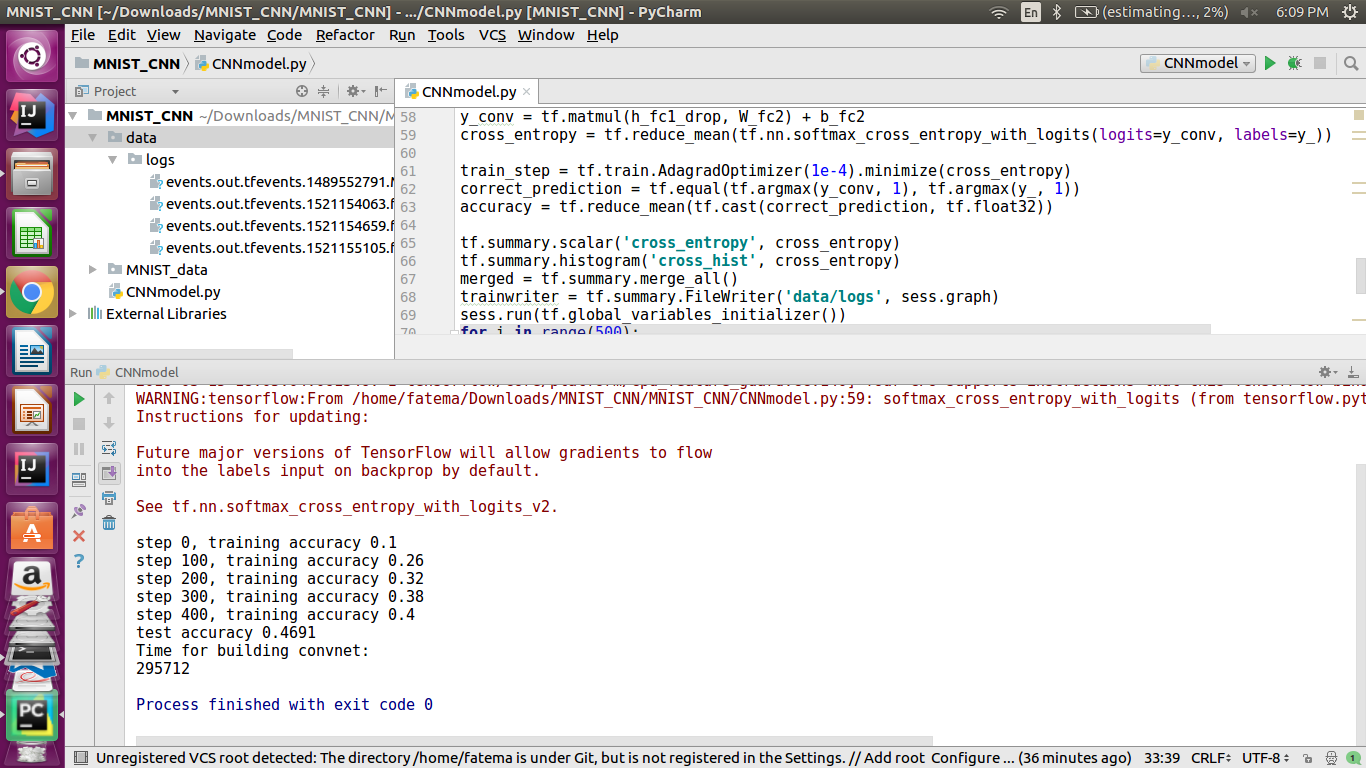 MNIST_CNN [~/Downloads/MNIST_CNN/MNIST_CNN] - .../CNNmodel.py [MNIST_CNN] - PyCharm
En
(estimating..., 2%)
6:09 PM
File Edit View Navigate Code Refactor Run Tools VCS Window Help
MNIST_CNN CNNmodel.py
CNNmodel
Project
CNNmodel.py
MNIST_CNN ~/Downloads/MNIST_CNN/M
data
logs
events.out.tfevents.1489552791.
events.out.tfevents.1521154063.f
events.out.tfevents.1521154659.f
events.out.tfevents.1521155105.f
MNIST_data
CNNmodel.py
External Libraries
58 y_conv = tf.matmul(h_fc1_drop, W_fc2) + b_fc2
59 cross_entropy = tf.reduce_mean(tf.nn.softmax_cross_entropy_with_logits(logits=y_conv, labels=y_))
60
61 train_step = tf.train.AdagradOptimizer(1e-4).minimize(cross_entropy)
62 correct_prediction = tf.equal(tf.argmax(y_conv, 1), tf.argmax(y_, 1))
63 accuracy = tf.reduce_mean(tf.cast(correct_prediction, tf.float32))
64
65 tf.summary.scalar('cross_entropy', cross_entropy)
66 tf.summary.histogram('cross_hist', cross_entropy)
67 merged = tf.summary.merge_all()
68 trainwriter = tf.summary.FileWriter('data/logs', sess.graph)
69 sess.run(tf.global_variables_initializer())
70 for i in range(500):
Run CNNmodel
WARNING:tensorflow:From /home/fatema/Downloads/MNIST_CNN/MNIST_CNN/CNNmodel.py:59: softmax_cross_entropy_with_logits (from tensorflow.pyt
Instructions for updating:
Future major versions of TensorFlow will allow gradients to flow
into the labels input on backprop by default.
See tf.nn.softmax_cross_entropy_with_logits_v2.
step 0, training accuracy 0.1
step 100, training accuracy 0.26
step 200, training accuracy 0.32
step 300, training accuracy 0.38
step 400, training accuracy 0.4
test accuracy 0.4691
Time for building convnet:
295712
Process finished with exit code 0
Unregistered VCS root detected: The directory /home/fatema is under Git, but is not registered in the Settings. // Add root Configure ... (36 minutes ago) 33:39 CRLF UTF-8 1